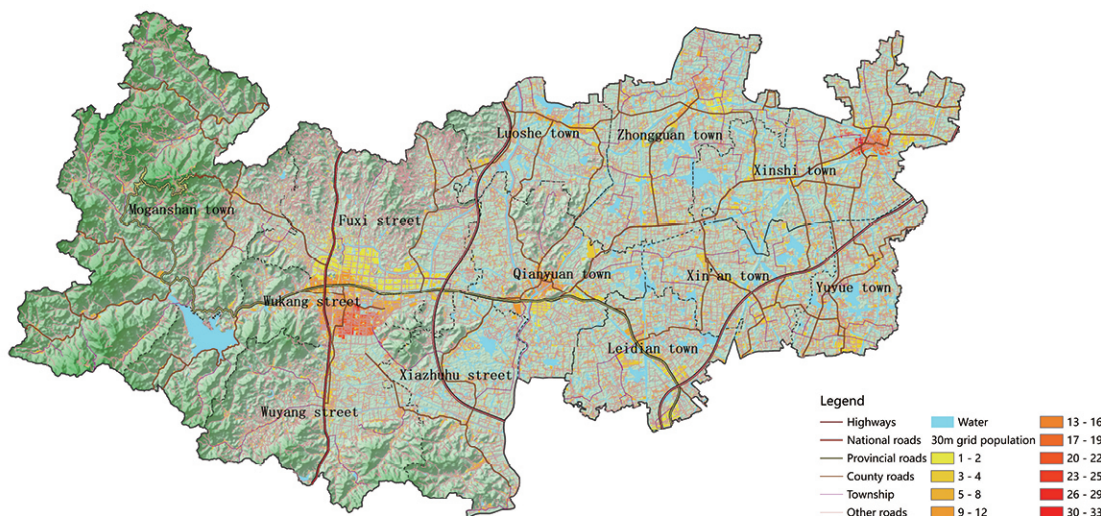 Luoshe town
Zhongguan town
Xinshi town
Moganshan town
Fuxi street
Qianyuan town
Xin'an town
Yuyue town
Wukang street
Leidian town
Xiazhuhu street
Wuyang street
Legend
Highways
National roads
Provincial roads
County roads
Township
Other roads
Water
30m grid population
1 - 2
3 - 4
5 - 8
9 - 12
13 - 16
17 - 19
20 - 22
23 - 25
26 - 29
30 - 33